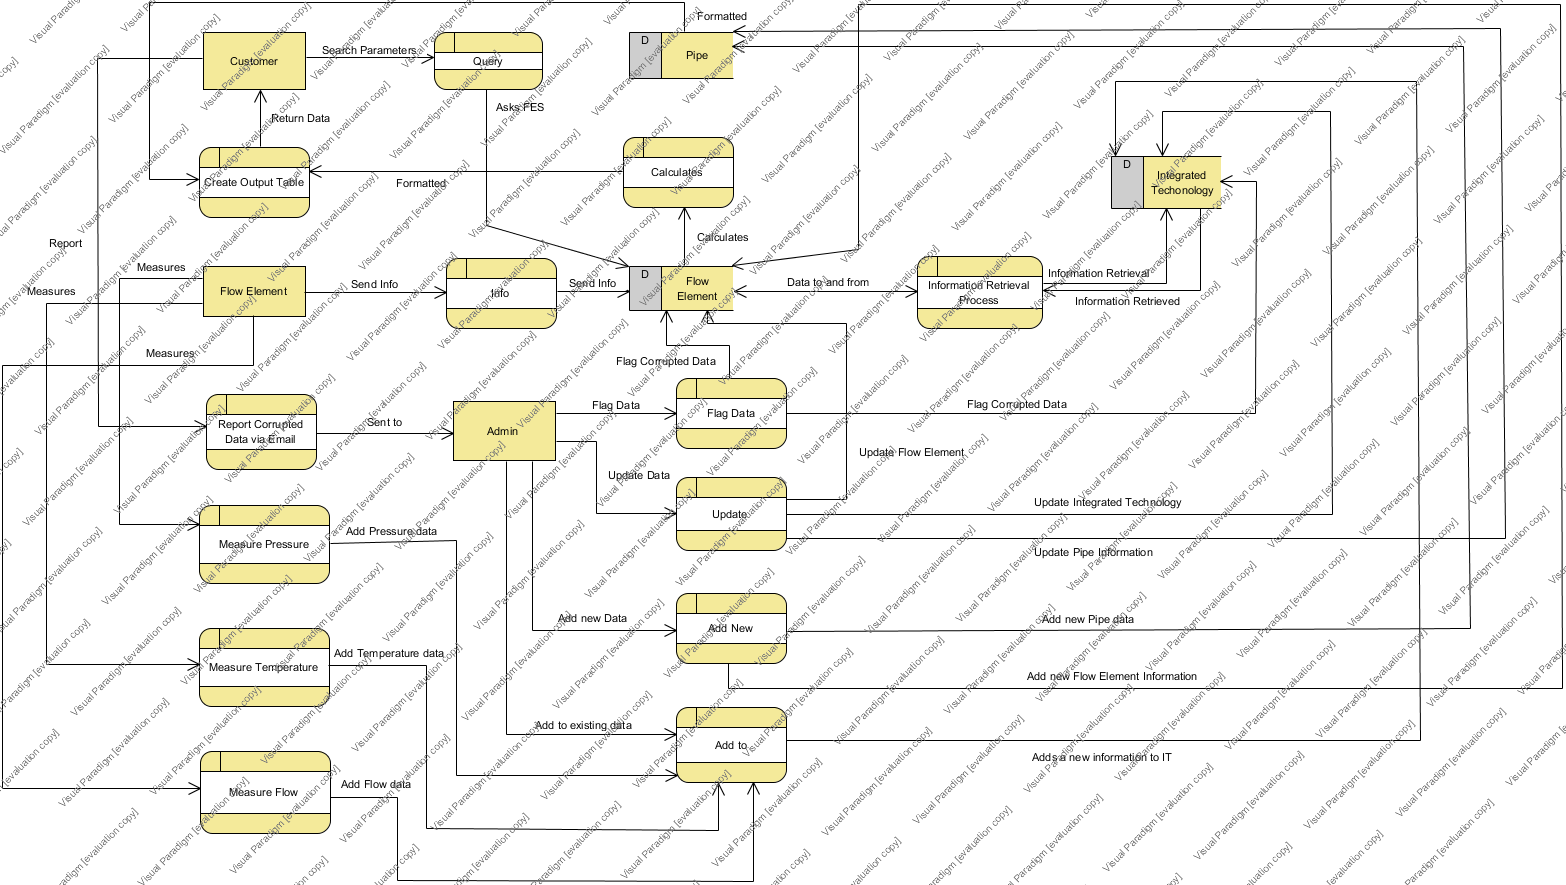 Formatted
D
Pipe
Customer
Search Parameters
Query
Asks FES
Return Data
Create Output Table
Formatted
Calculates
D
Integrated
Techonology
Report
Calculates
Measures
Flow Element
Measures
Send Info
Info
Send Info
D
Flow
Element
Data to and from
Information Retrieval
Process
Information Retrieval
Information Retrieved
Measures
Flag Corrupted Data
Report Corrupted
Data via Email
Sent to
Admin
Flag Data
Flag Data
Flag Corrupted Data
Update Flow Element
Update Data
Update
Update Integrated Technology
Update Pipe Information
Measure Pressure
Add Pressure data
Add new Data
Add New
Add new Pipe data
Measure Temperature
Add Temperature data
Add new Flow Element Information
Add to existing data
Add to
Adds a new information to IT
Measure Flow
Add Flow data
Visual Paradigm [evaluation copy]